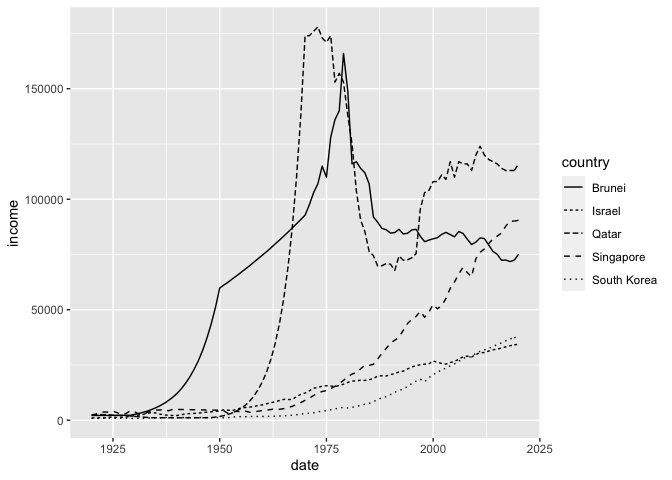 150000
100000
50000
0
income
1925
1950
1975
2000
2025
date
country
Brunei
Israel
Qatar
Singapore
South Korea